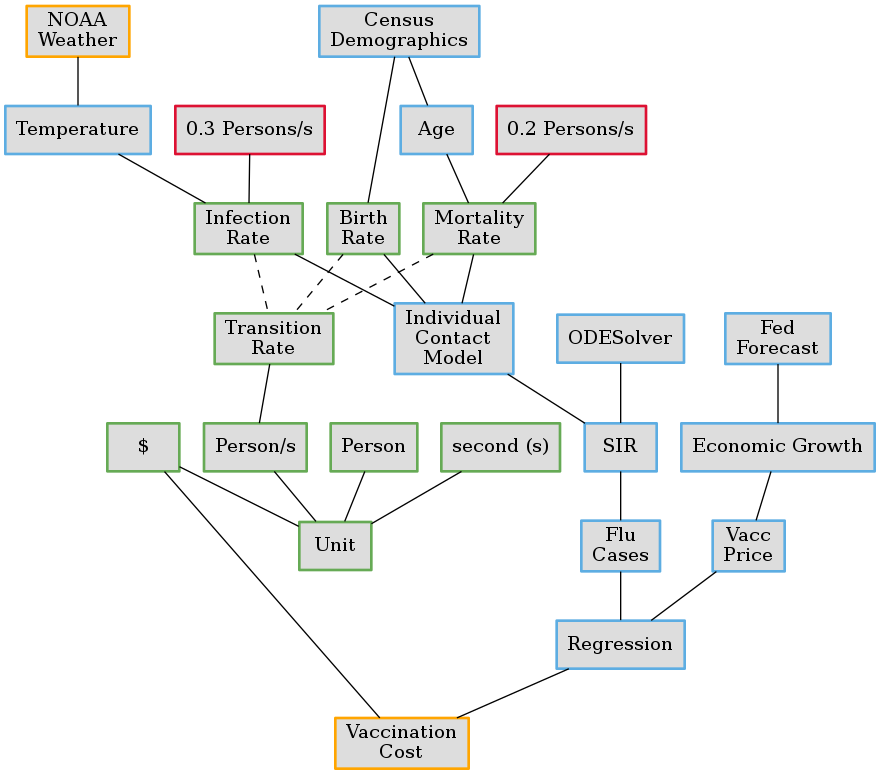 NOAA
Weather
Census
Demographics
Temperature
0.3 Persons/s
Age
0.2 Persons/s
Infection
Rate
Birth
Rate
Mortality
Rate
Transition
Rate
Individual
Contact
Model
ODESolver
Fed
Forecast
$
Person/s
Person
second (s)
SIR
Economic Growth
Unit
Flu
Cases
Vacc
Price
Regression
Vaccination
Cost